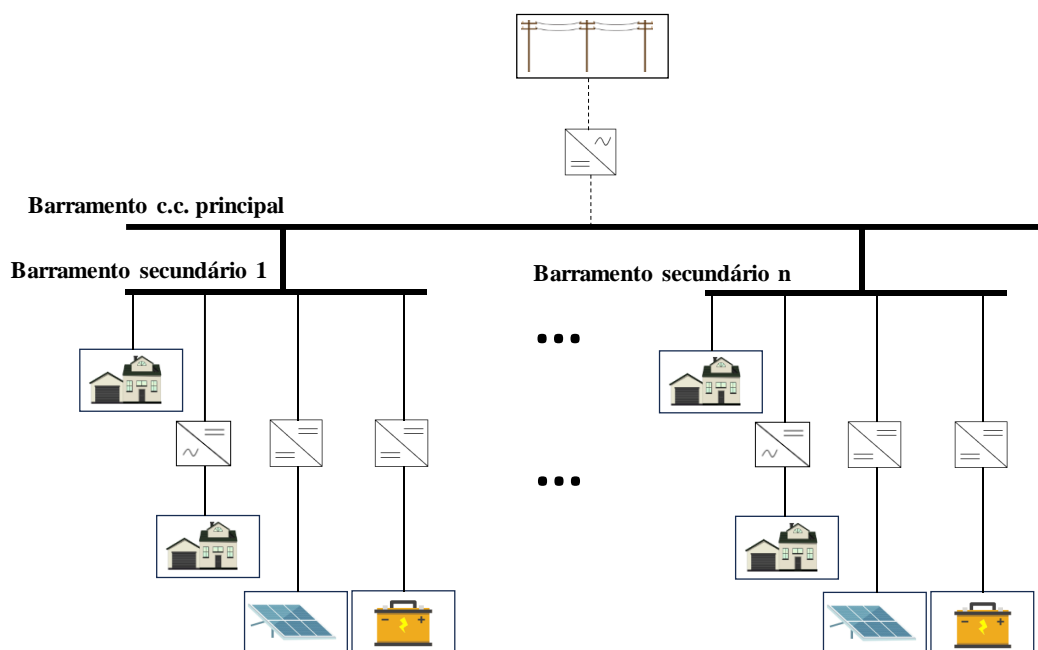 Barramento c.c. principal
Barramento secundário 1
Barramento secundário n